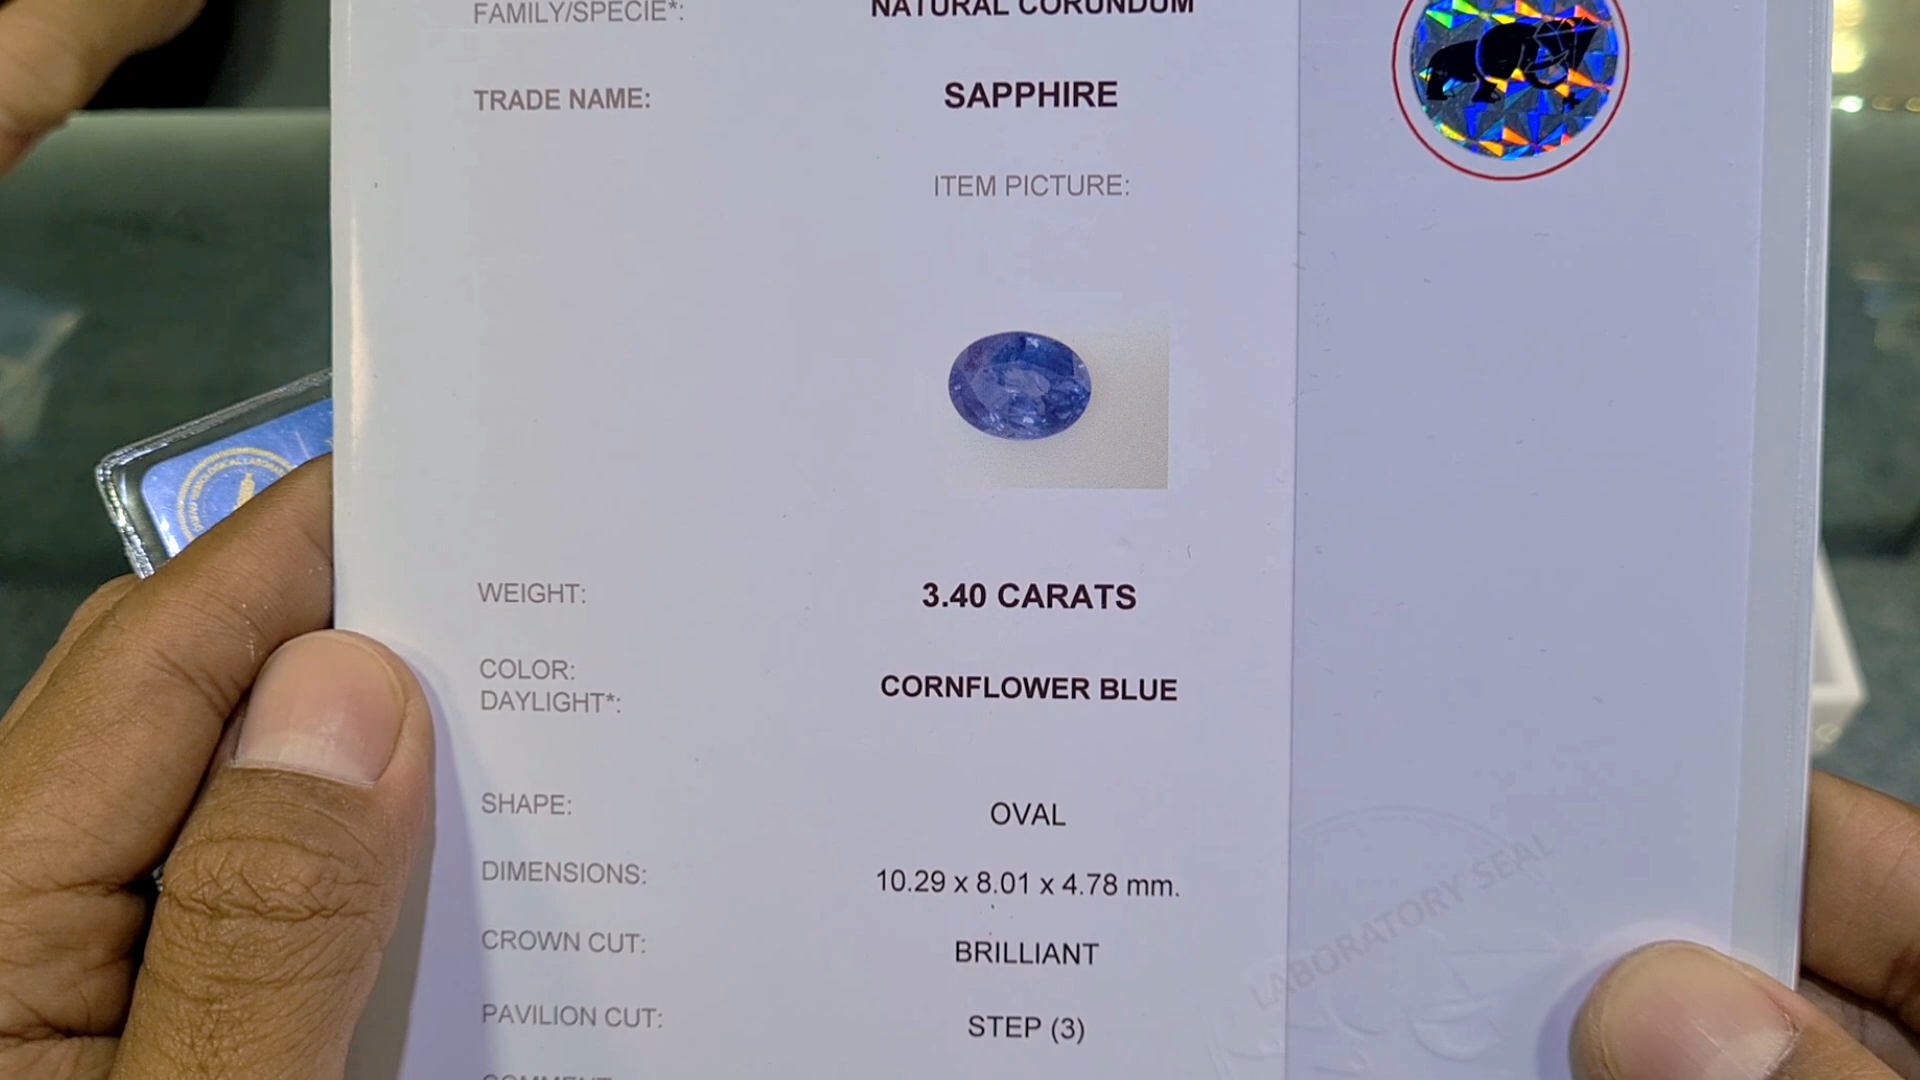 FAMILY/SPECIE*: NATURAL CORUNDUM
TRADE NAME: SAPPHIRE
ITEM PICTURE:
WEIGHT: 3.40 CARATS
COLOR:
DAYLIGHT*: CORNFLOWER BLUE
SHAPE: OVAL
DIMENSIONS: 10.29 x 8.01 x 4.78 mm.
CROWN CUT: BRILLIANT
PAVILION CUT: STEP (3)
COMMENT
LABORATORY SEAL